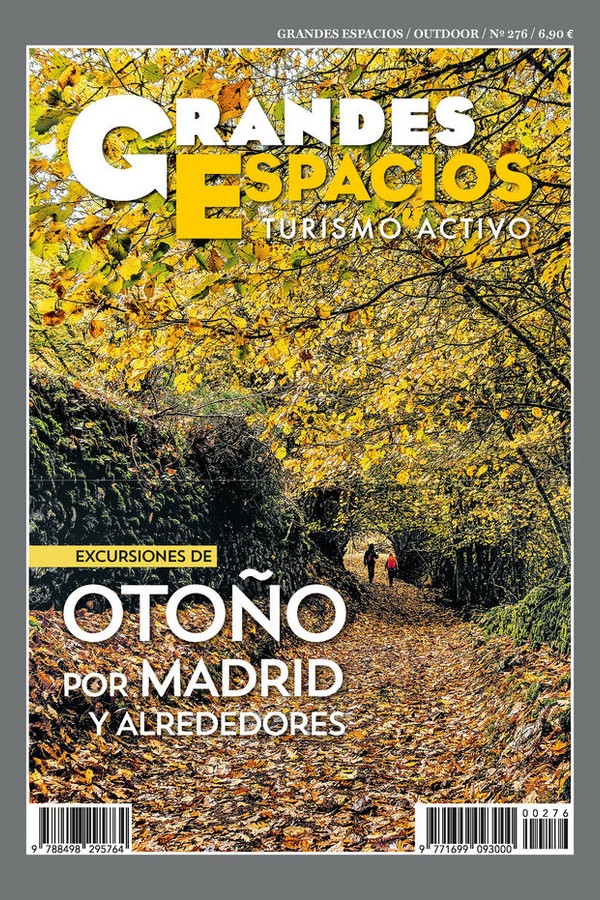 GRANDES ESPACIOS / OUTDOOR / Nº 276 / 6,90 €
GRANDES
ESPACIOS
TURISMO ACTIVO
EXCURSIONES DE
OTOÑO
POR MADRID
Y ALREDEDORES
00276
9 788498 295764
9 771699 093000